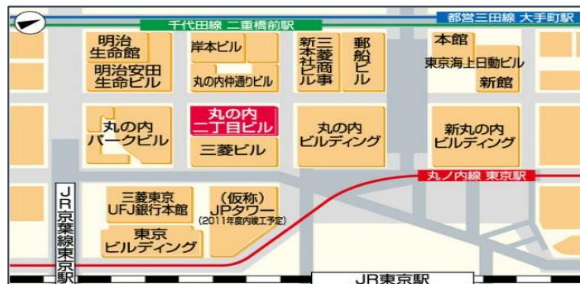 都営三田線 大手町駅
千代田線 二重橋前駅
明治
生命館
明治安田
生命ビル
岸本ビル
丸の内仲通りビル
三菱商事
新本社ビル
郵船ビル
本館
東京海上日動ビル
新館
丸の内
パークビル
丸の内
二丁目ビル
三菱ビル
丸の内
ビルディング
新丸の内
ビルディング
丸ノ内線 東京駅
JR京葉線東京駅
三菱東京
UFJ銀行本館
東京
ビルディング
(仮称)
JPタワー
(2011年度内竣工予定)
JR東京駅